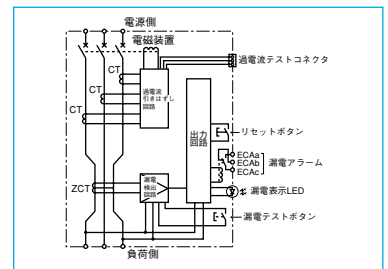 電源側
電磁装置
過電流テストコネクタ
CT
CT
CT
過電流
引きはずし
回路
出力
回路
リセットボタン
ECAa
ECAb
ECAc
漏電アラーム
ZCT
漏電
検出
回路
漏電表示LED
漏電テストボタン
負荷側